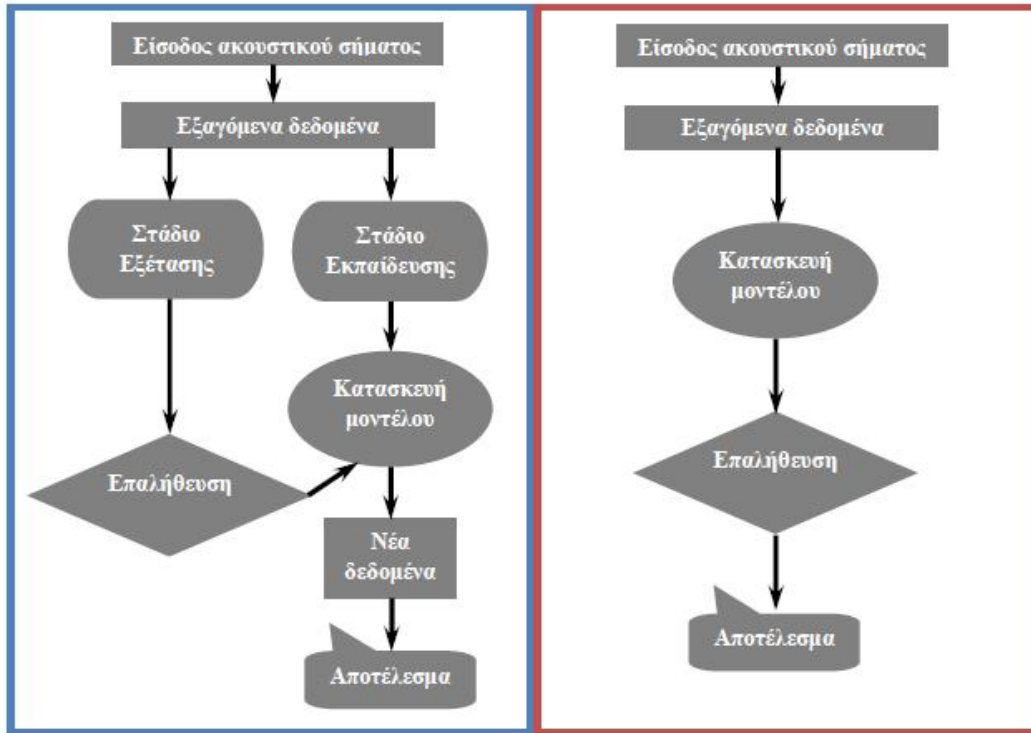 Είσοδος ακουστικού σήματος
Εξαγόμενα δεδομένα
Στάδιο
Εξέτασης
Στάδιο
Εκπαίδευσης
Κατασκευή
μοντέλου
Επαλήθευση
Νέα
δεδομένα
Αποτέλεσμα
Είσοδος ακουστικού σήματος
Εξαγόμενα δεδομένα
Κατασκευή
μοντέλου
Επαλήθευση
Αποτέλεσμα